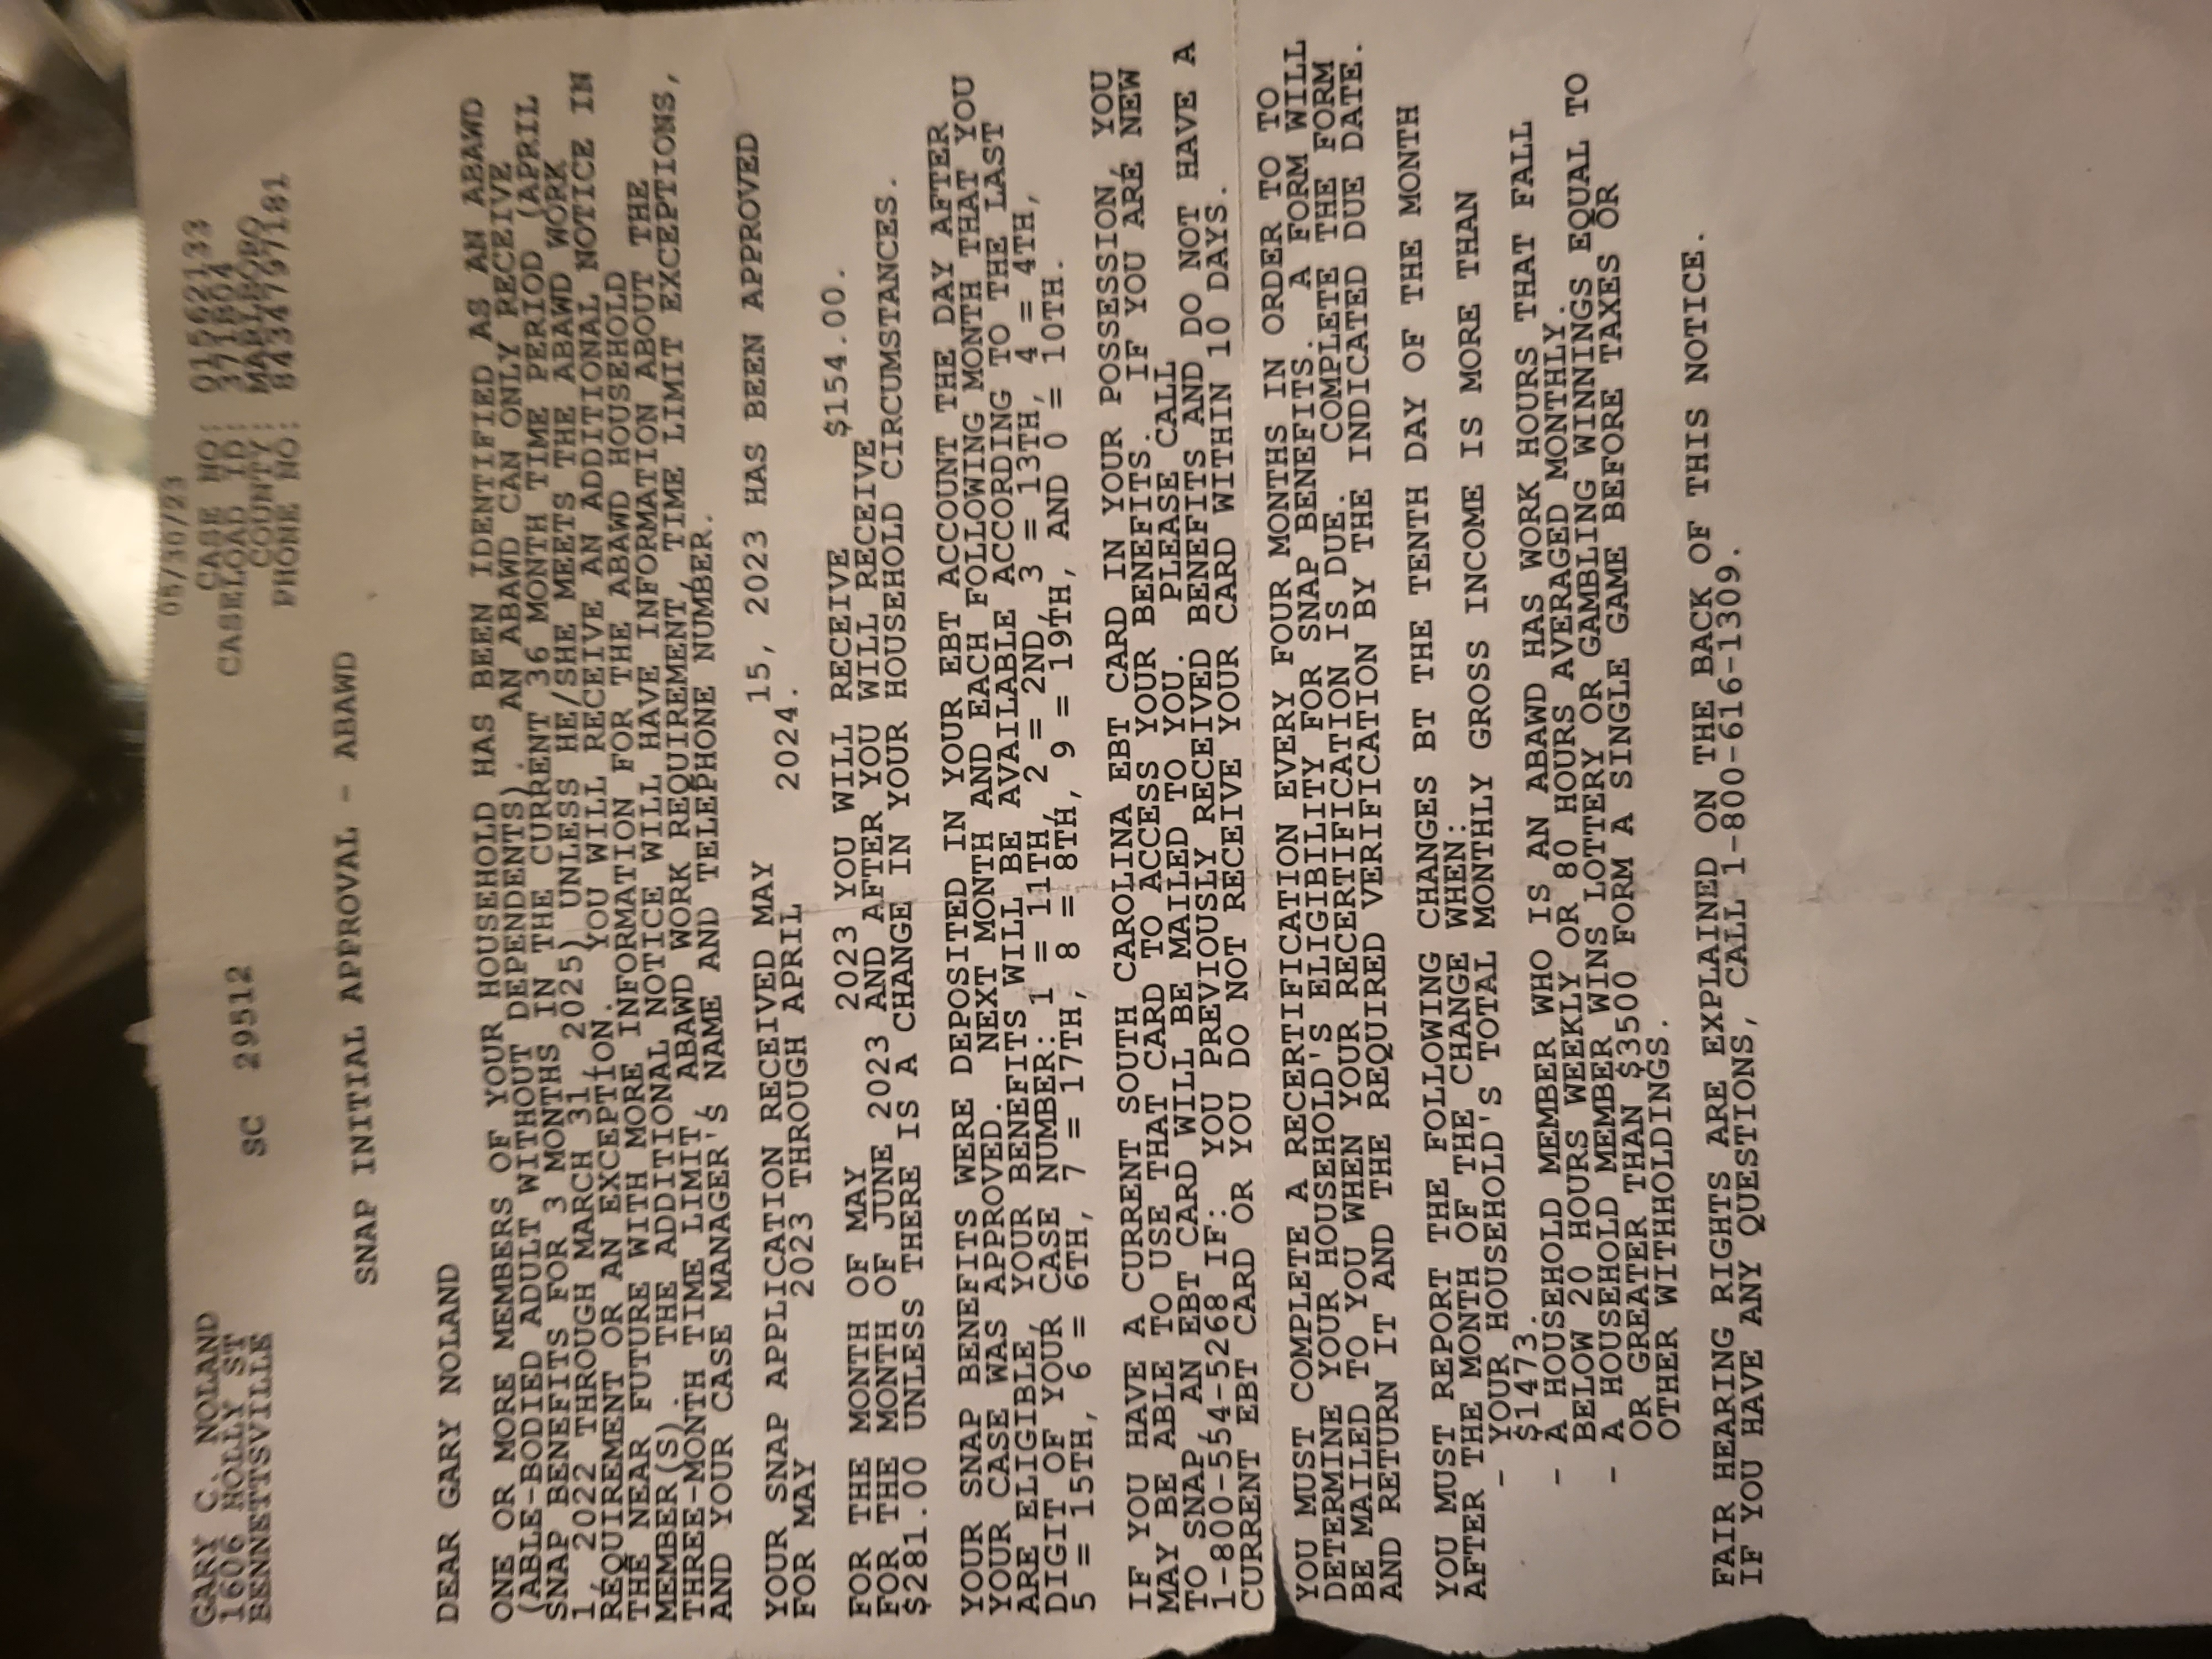 05/30/23
GARY C. NOLAND CASE NO: 01562133
1606 HOLLY ST CASELOAD ID: 371B04
BENNETTSVILLE SC 29512 COUNTY: MARLBORO
PHONE NO: 8434797181
SNAP INITIAL APPROVAL - ABAWD
DEAR GARY NOLAND
ONE OR MORE MEMBERS OF YOUR HOUSEHOLD HAS BEEN IDENTIFIED AS AN ABAWD
(ABLE-BODIED ADULT WITHOUT DEPENDENTS). AN ABAWD CAN ONLY RECEIVE
SNAP BENEFITS FOR 3 MONTHS IN THE CURRENT 36 MONTH TIME PERIOD (APRIL
1, 2022 THROUGH MARCH 31, 2025) UNLESS HE/SHE MEETS THE ABAWD WORK
REQUIREMENT OR AN EXCEPTION. YOU WILL RECEIVE AN ADDITIONAL NOTICE IN
THE NEAR FUTURE WITH MORE INFORMATION FOR THE ABAWD HOUSEHOLD
MEMBER(S). THE ADDITIONAL NOTICE WILL HAVE INFORMATION ABOUT THE
THREE-MONTH TIME LIMIT, ABAWD WORK REQUIREMENT, TIME LIMIT EXCEPTIONS,
AND YOUR CASE MANAGER'S NAME AND TELEPHONE NUMBER.
YOUR SNAP APPLICATION RECEIVED MAY 15, 2023 HAS BEEN APPROVED
FOR MAY 2023 THROUGH APRIL 2024.
FOR THE MONTH OF MAY 2023 YOU WILL RECEIVE $154.00.
FOR THE MONTH OF JUNE 2023 AND AFTER YOU WILL RECEIVE
$281.00 UNLESS THERE IS A CHANGE IN YOUR HOUSEHOLD CIRCUMSTANCES.
YOUR SNAP BENEFITS WERE DEPOSITED IN YOUR EBT ACCOUNT THE DAY AFTER
YOUR CASE WAS APPROVED. NEXT MONTH AND EACH FOLLOWING MONTH THAT YOU
ARE ELIGIBLE, YOUR BENEFITS WILL BE AVAILABLE ACCORDING TO THE LAST
DIGIT OF YOUR CASE NUMBER: 1 = 11TH, 2 = 2ND, 3 = 13TH, 4 = 4TH,
5 = 15TH, 6 = 6TH, 7 = 17TH, 8 = 8TH, 9 = 19TH, AND 0 = 10TH.
IF YOU HAVE A CURRENT SOUTH CAROLINA EBT CARD IN YOUR POSSESSION, YOU
MAY BE ABLE TO USE THAT CARD TO ACCESS YOUR BENEFITS. IF YOU ARE NEW
TO SNAP, AN EBT CARD WILL BE MAILED TO YOU. PLEASE CALL
1-800-554-5268 IF: YOU PREVIOUSLY RECEIVED BENEFITS AND DO NOT HAVE A
CURRENT EBT CARD OR YOU DO NOT RECEIVE YOUR CARD WITHIN 10 DAYS.
YOU MUST COMPLETE A RECERTIFICATION EVERY FOUR MONTHS IN ORDER TO
DETERMINE YOUR HOUSEHOLD'S ELIGIBILITY FOR SNAP BENEFITS. A FORM WILL
BE MAILED TO YOU WHEN YOUR RECERTIFICATION IS DUE. COMPLETE THE FORM
AND RETURN IT AND THE REQUIRED VERIFICATION BY THE INDICATED DUE DATE.
YOU MUST REPORT THE FOLLOWING CHANGES BT THE TENTH DAY OF THE MONTH
AFTER THE MONTH OF THE CHANGE WHEN:
- YOUR HOUSEHOLD'S TOTAL MONTHLY GROSS INCOME IS MORE THAN
$1473.
- A HOUSEHOLD MEMBER WHO IS AN ABAWD HAS WORK HOURS THAT FALL
BELOW 20 HOURS WEEKLY OR 80 HOURS AVERAGED MONTHLY.
- A HOUSEHOLD MEMBER WINS LOTTERY OR GAMBLING WINNINGS EQUAL TO
OR GREATER THAN $3500 FORM A SINGLE GAME BEFORE TAXES OR
OTHER WITHHOLDINGS.
FAIR HEARING RIGHTS ARE EXPLAINED ON THE BACK OF THIS NOTICE.
IF YOU HAVE ANY QUESTIONS, CALL 1-800-616-1309.